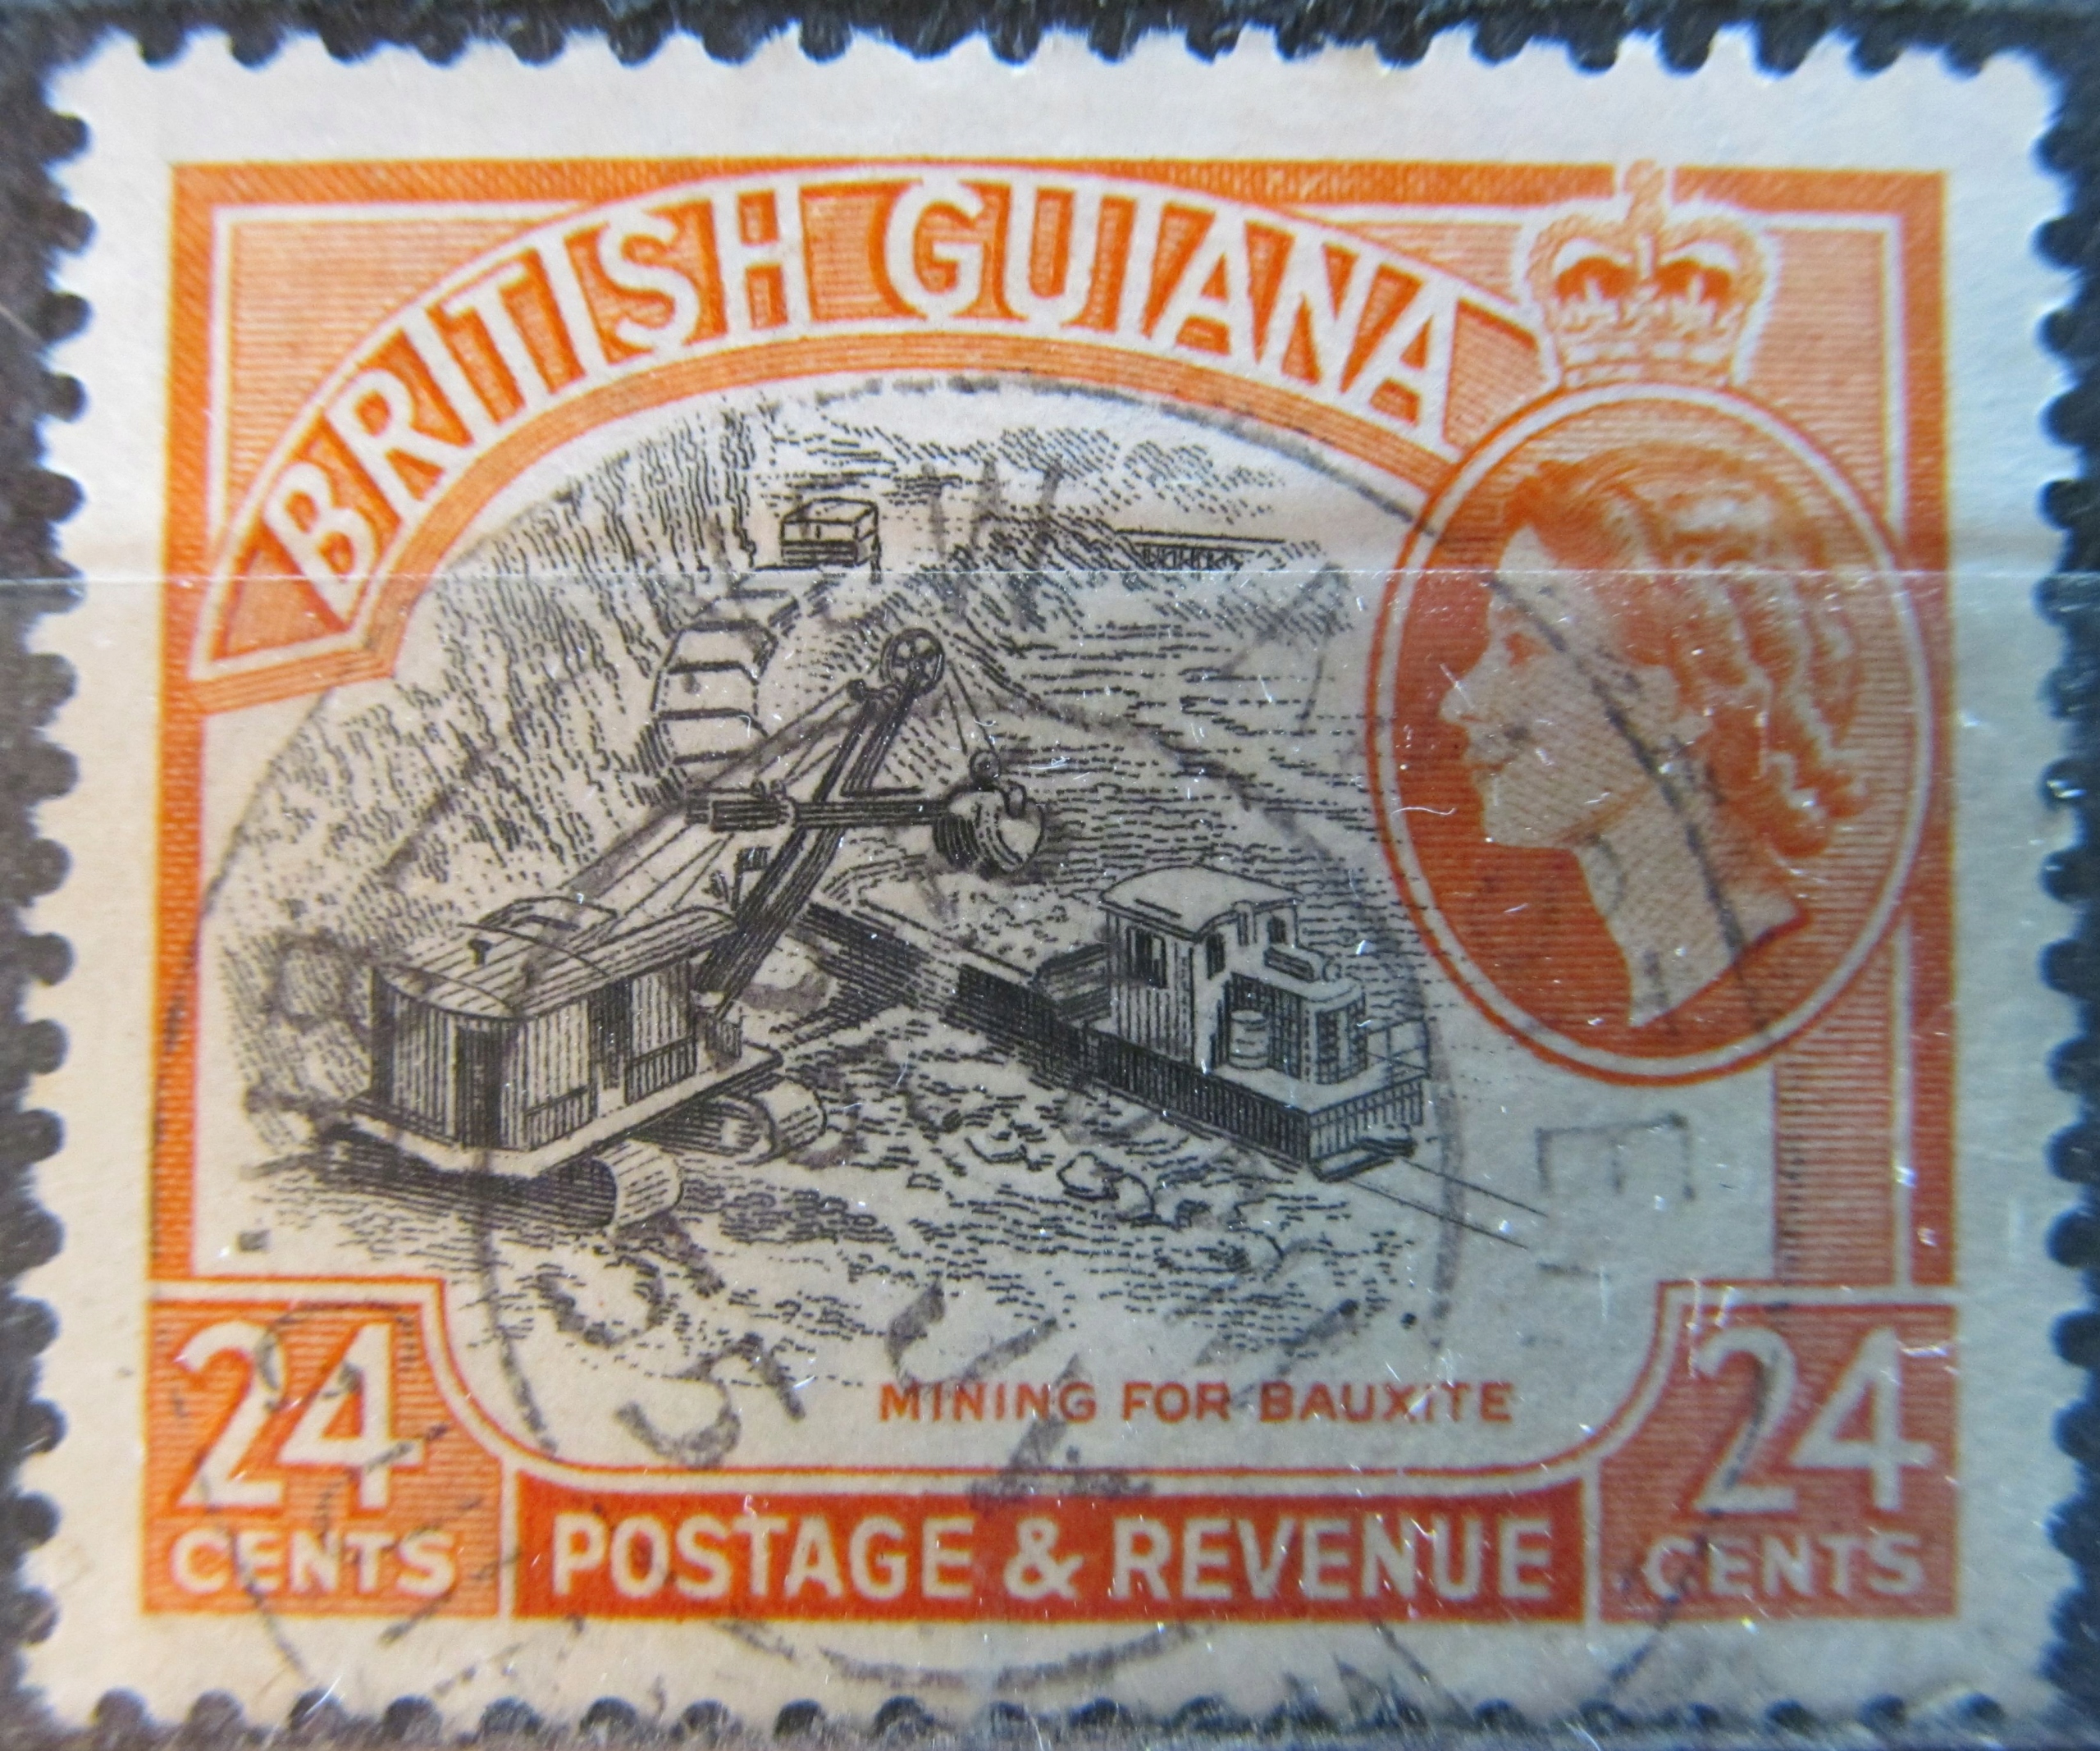 BRITISH GUIANA
MINING FOR BAUXITE
24
CENTS
POSTAGE & REVENUE
24
CENTS